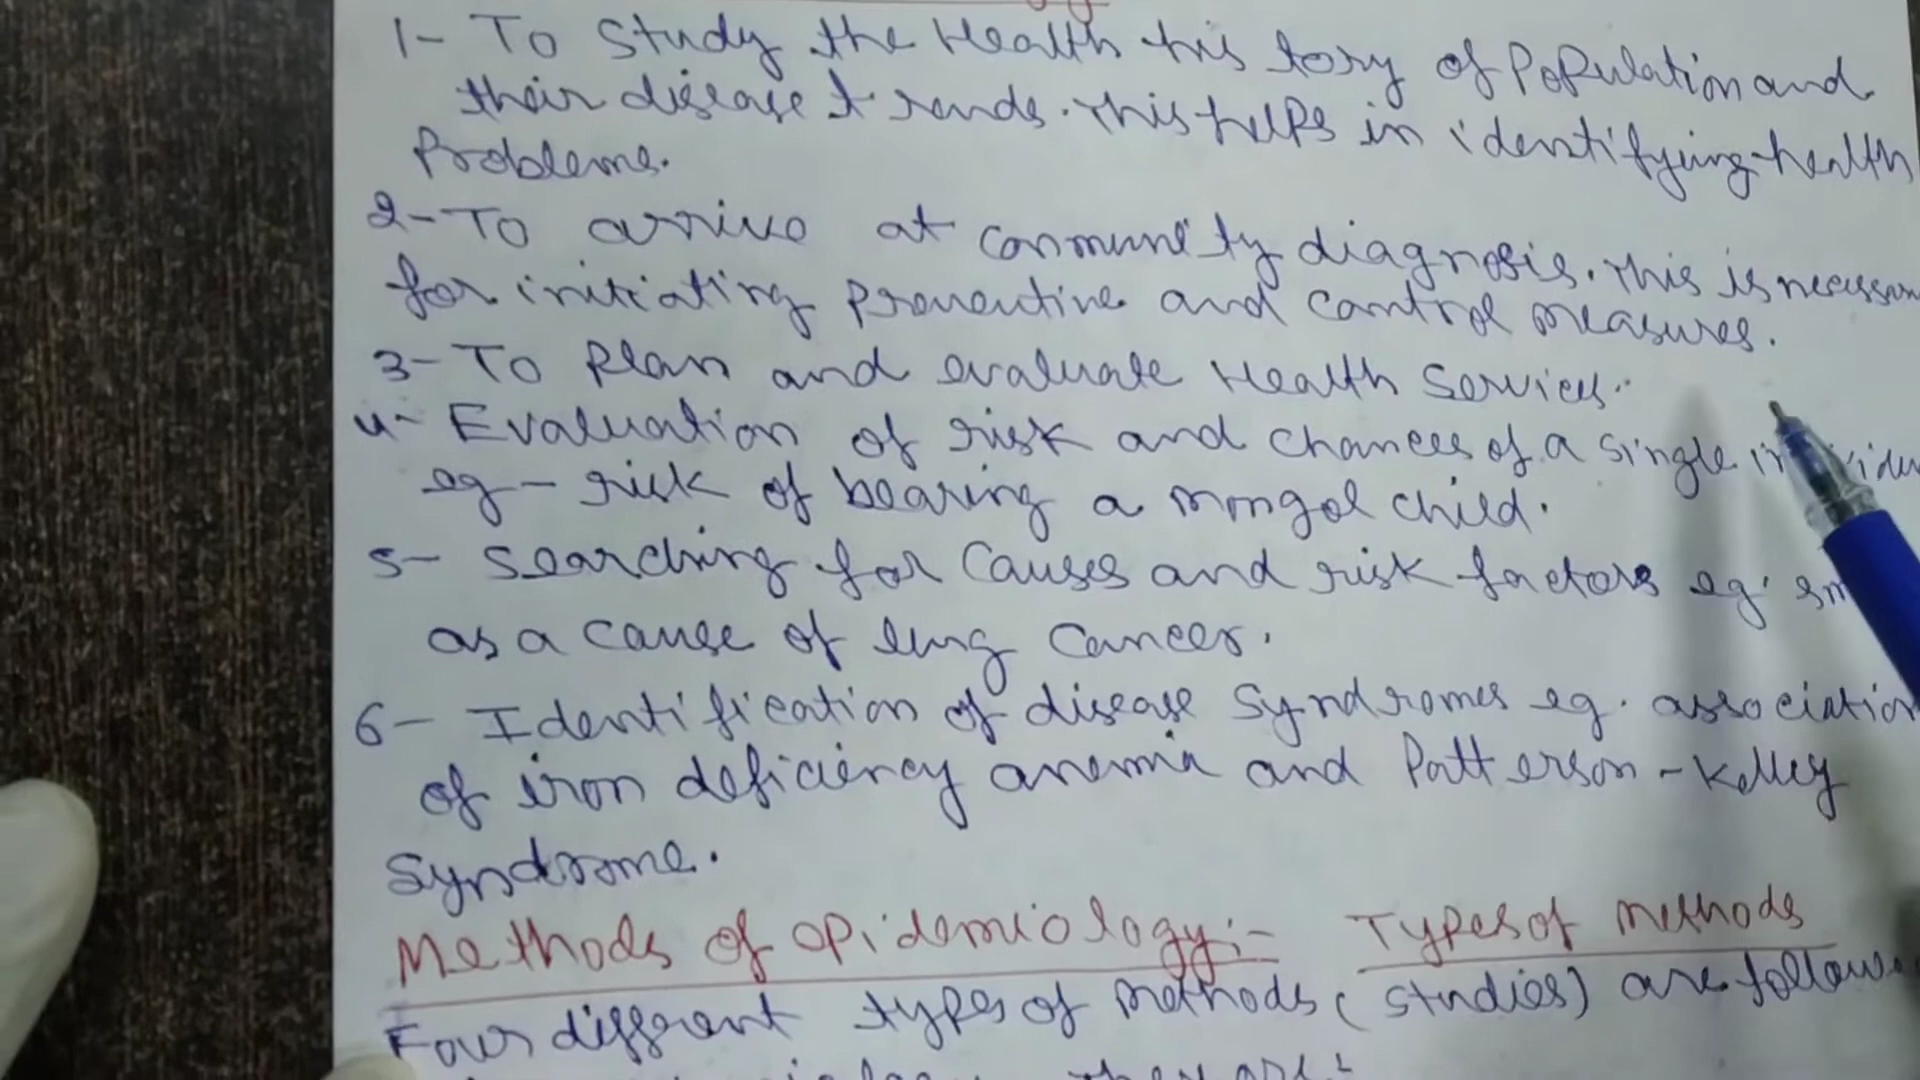 1- To Study the Health his tory of Population and
their disease trends. This helps in identifying health
Problems.
2- To arrive at community diagnosis. This is
for initiating preventive and control measures.
3- To Plan and evaluate Health Services.
4- Evaluation of risk and chances of a single
eg - risk of bearing a mongol child.
5- Searching for Causes and risk factors eg.
as a cause of lung Cancer.
6- Identification of disease Syndromes eg. association
of iron deficiency anemia and Patterson-Kelley
Syndrome.
Methods of epidemiology:- Types of methods
Four different types of methods (studies) are